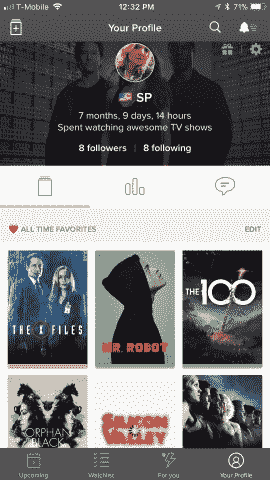 T-Mobile 12:32 PM 71%
Your Profile
SP
7 months, 9 days, 14 hours
Spent watching awesome TV shows
8 followers | 8 following
ALL TIME FAVORITES EDIT
THE X FILES
MR. ROBOT
THE 100
ORPHAN BLACK
SILICON VALLEY
Upcoming Watchlist For you Your Profile